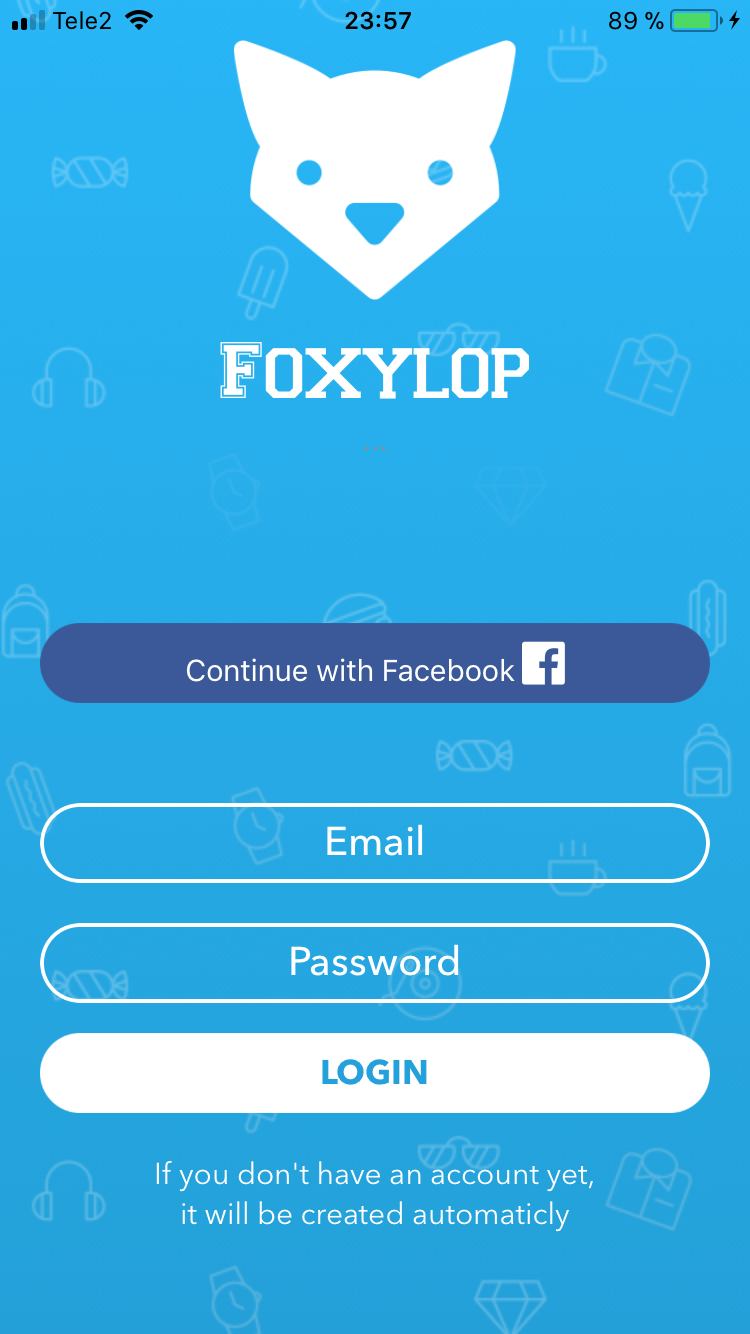 Tele2 23:57 89 %
FOXYLOP
...
Continue with Facebook
Email
Password
LOGIN
If you don't have an account yet,
it will be created automaticly